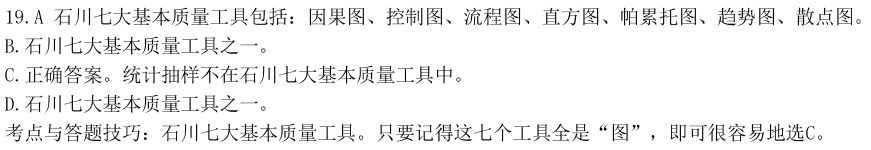 19.A 石川七大基本质量工具包括：因果图、控制图、流程图、直方图、帕累托图、趋势图、散点图。
B.石川七大基本质量工具之一。
C.正确答案。统计抽样不在石川七大基本质量工具中。
D.石川七大基本质量工具之一。
考点与答题技巧：石川七大基本质量工具。只要记得这七个工具全是“图”，即可很容易地选C。